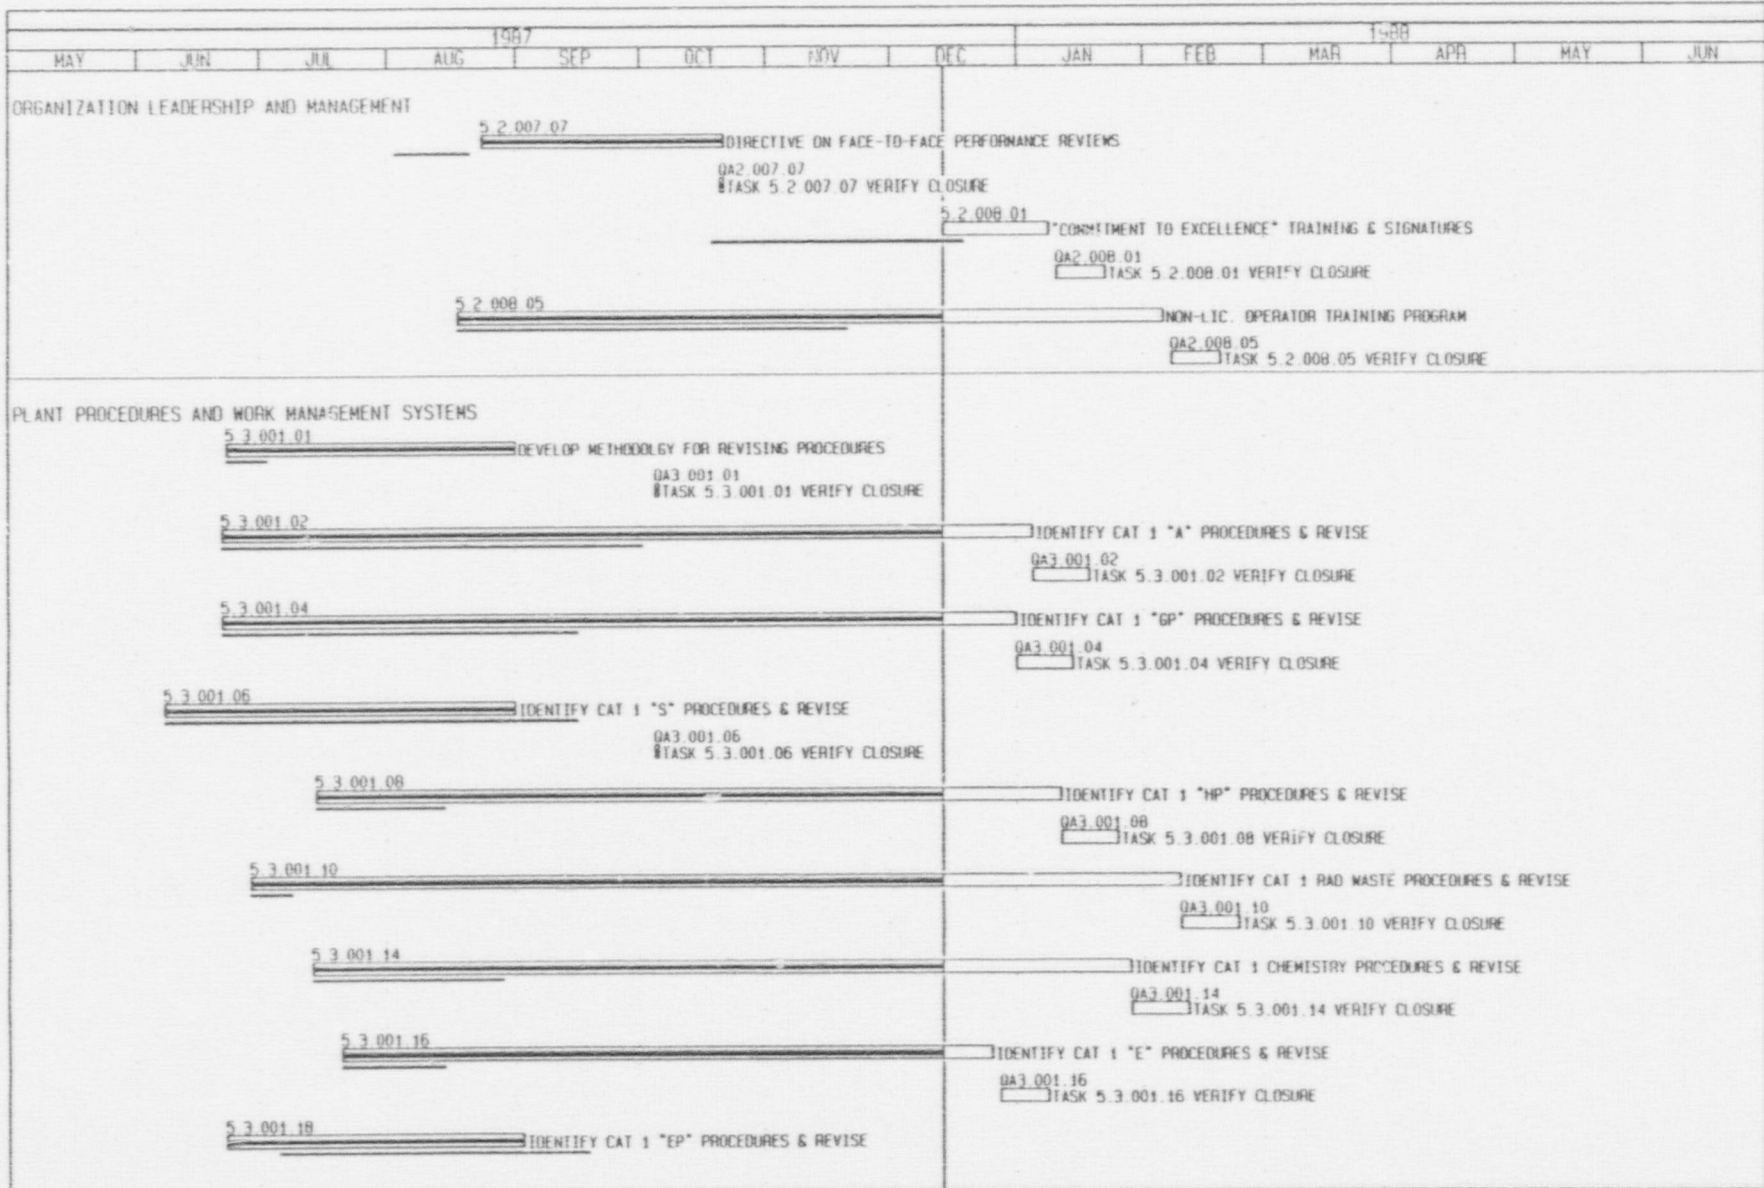 1987 1988
MAY JUN JUL AUG SEP OCT NOV DEC JAN FEB MAR APR MAY JUN
ORGANIZATION LEADERSHIP AND MANAGEMENT
5.2.007.07
DIRECTIVE ON FACE-TO-FACE PERFORMANCE REVIEWS
QA2.007.07
TASK 5.2.007.07 VERIFY CLOSURE
5.2.008.01
"COMMITMENT TO EXCELLENCE" TRAINING & SIGNATURES
QA2.008.01
TASK 5.2.008.01 VERIFY CLOSURE
5.2.008.05
NON-LIC. OPERATOR TRAINING PROGRAM
QA2.008.05
TASK 5.2.008.05 VERIFY CLOSURE
PLANT PROCEDURES AND WORK MANAGEMENT SYSTEMS
5.3.001.01
DEVELOP METHODOLGY FOR REVISING PROCEDURES
QA3.001.01
TASK 5.3.001.01 VERIFY CLOSURE
5.3.001.02
IDENTIFY CAT 1 "A" PROCEDURES & REVISE
QA3.001.02
TASK 5.3.001.02 VERIFY CLOSURE
5.3.001.04
IDENTIFY CAT 1 "GP" PROCEDURES & REVISE
QA3.001.04
TASK 5.3.001.04 VERIFY CLOSURE
5.3.001.06
IDENTIFY CAT 1 "S" PROCEDURES & REVISE
QA3.001.06
TASK 5.3.001.06 VERIFY CLOSURE
5.3.001.08
IDENTIFY CAT 1 "HP" PROCEDURES & REVISE
QA3.001.08
TASK 5.3.001.08 VERIFY CLOSURE
5.3.001.10
IDENTIFY CAT 1 RAD WASTE PROCEDURES & REVISE
QA3.001.10
TASK 5.3.001.10 VERIFY CLOSURE
5.3.001.14
IDENTIFY CAT 1 CHEMISTRY PROCEDURES & REVISE
QA3.001.14
TASK 5.3.001.14 VERIFY CLOSURE
5.3.001.16
IDENTIFY CAT 1 "E" PROCEDURES & REVISE
QA3.001.16
TASK 5.3.001.16 VERIFY CLOSURE
5.3.001.18
IDENTIFY CAT 1 "EP" PROCEDURES & REVISE